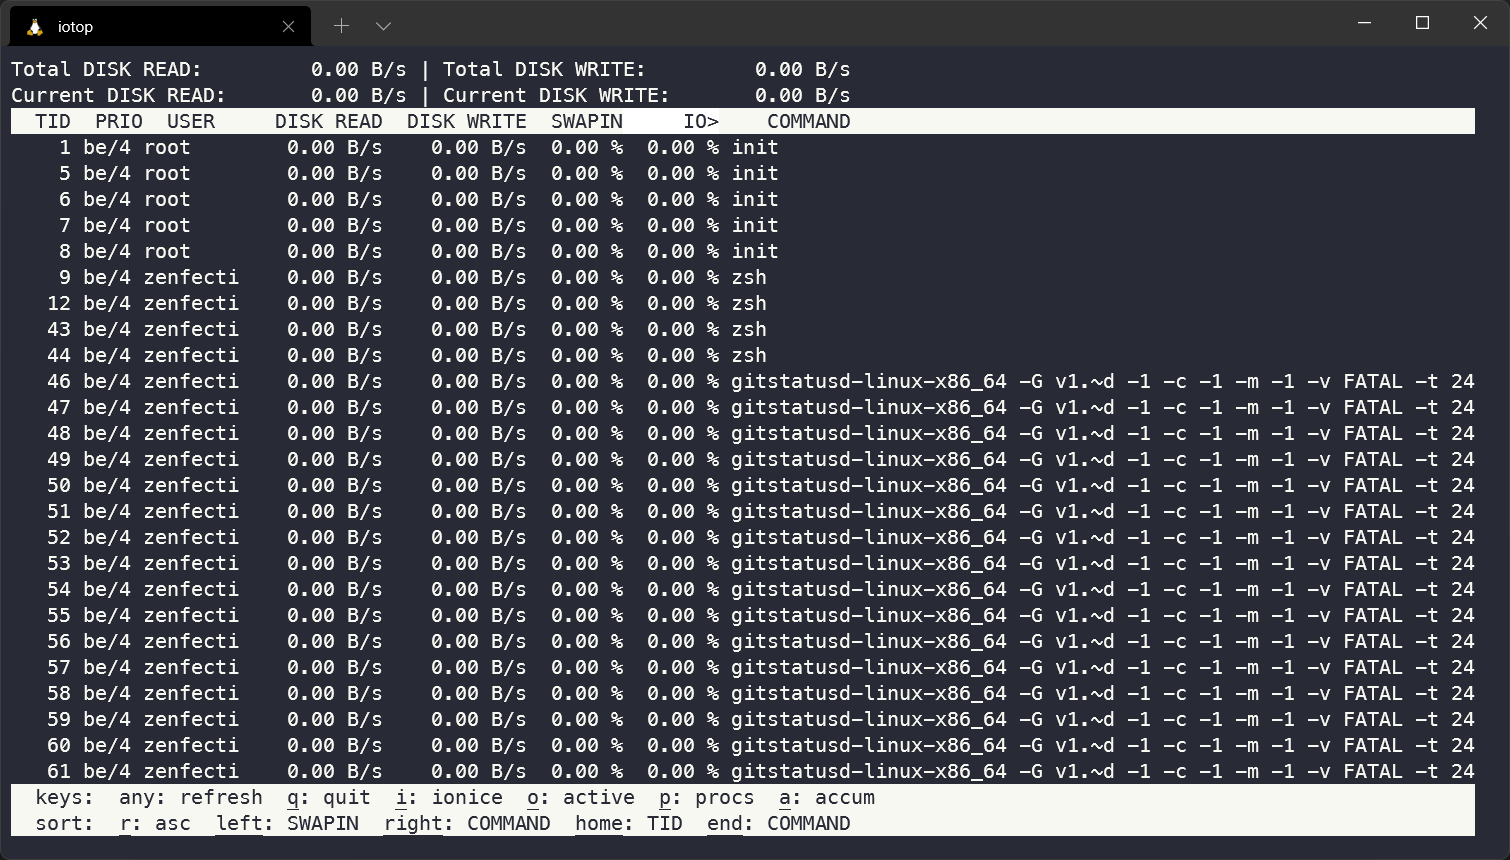 iotop
Total DISK READ:         0.00 B/s | Total DISK WRITE:         0.00 B/s
Current DISK READ:       0.00 B/s | Current DISK WRITE:       0.00 B/s
  TID  PRIO  USER     DISK READ  DISK WRITE  SWAPIN     IO>    COMMAND
    1 be/4 root        0.00 B/s    0.00 B/s  0.00 %  0.00 % init
    5 be/4 root        0.00 B/s    0.00 B/s  0.00 %  0.00 % init
    6 be/4 root        0.00 B/s    0.00 B/s  0.00 %  0.00 % init
    7 be/4 root        0.00 B/s    0.00 B/s  0.00 %  0.00 % init
    8 be/4 root        0.00 B/s    0.00 B/s  0.00 %  0.00 % init
    9 be/4 zenfecti    0.00 B/s    0.00 B/s  0.00 %  0.00 % zsh
   12 be/4 zenfecti    0.00 B/s    0.00 B/s  0.00 %  0.00 % zsh
   43 be/4 zenfecti    0.00 B/s    0.00 B/s  0.00 %  0.00 % zsh
   44 be/4 zenfecti    0.00 B/s    0.00 B/s  0.00 %  0.00 % zsh
   46 be/4 zenfecti    0.00 B/s    0.00 B/s  0.00 %  0.00 % gitstatusd-linux-x86_64 -G v1.~d -1 -c -1 -m -1 -v FATAL -t 24
   47 be/4 zenfecti    0.00 B/s    0.00 B/s  0.00 %  0.00 % gitstatusd-linux-x86_64 -G v1.~d -1 -c -1 -m -1 -v FATAL -t 24
   48 be/4 zenfecti    0.00 B/s    0.00 B/s  0.00 %  0.00 % gitstatusd-linux-x86_64 -G v1.~d -1 -c -1 -m -1 -v FATAL -t 24
   49 be/4 zenfecti    0.00 B/s    0.00 B/s  0.00 %  0.00 % gitstatusd-linux-x86_64 -G v1.~d -1 -c -1 -m -1 -v FATAL -t 24
   50 be/4 zenfecti    0.00 B/s    0.00 B/s  0.00 %  0.00 % gitstatusd-linux-x86_64 -G v1.~d -1 -c -1 -m -1 -v FATAL -t 24
   51 be/4 zenfecti    0.00 B/s    0.00 B/s  0.00 %  0.00 % gitstatusd-linux-x86_64 -G v1.~d -1 -c -1 -m -1 -v FATAL -t 24
   52 be/4 zenfecti    0.00 B/s    0.00 B/s  0.00 %  0.00 % gitstatusd-linux-x86_64 -G v1.~d -1 -c -1 -m -1 -v FATAL -t 24
   53 be/4 zenfecti    0.00 B/s    0.00 B/s  0.00 %  0.00 % gitstatusd-linux-x86_64 -G v1.~d -1 -c -1 -m -1 -v FATAL -t 24
   54 be/4 zenfecti    0.00 B/s    0.00 B/s  0.00 %  0.00 % gitstatusd-linux-x86_64 -G v1.~d -1 -c -1 -m -1 -v FATAL -t 24
   55 be/4 zenfecti    0.00 B/s    0.00 B/s  0.00 %  0.00 % gitstatusd-linux-x86_64 -G v1.~d -1 -c -1 -m -1 -v FATAL -t 24
   56 be/4 zenfecti    0.00 B/s    0.00 B/s  0.00 %  0.00 % gitstatusd-linux-x86_64 -G v1.~d -1 -c -1 -m -1 -v FATAL -t 24
   57 be/4 zenfecti    0.00 B/s    0.00 B/s  0.00 %  0.00 % gitstatusd-linux-x86_64 -G v1.~d -1 -c -1 -m -1 -v FATAL -t 24
   58 be/4 zenfecti    0.00 B/s    0.00 B/s  0.00 %  0.00 % gitstatusd-linux-x86_64 -G v1.~d -1 -c -1 -m -1 -v FATAL -t 24
   59 be/4 zenfecti    0.00 B/s    0.00 B/s  0.00 %  0.00 % gitstatusd-linux-x86_64 -G v1.~d -1 -c -1 -m -1 -v FATAL -t 24
   60 be/4 zenfecti    0.00 B/s    0.00 B/s  0.00 %  0.00 % gitstatusd-linux-x86_64 -G v1.~d -1 -c -1 -m -1 -v FATAL -t 24
   61 be/4 zenfecti    0.00 B/s    0.00 B/s  0.00 %  0.00 % gitstatusd-linux-x86_64 -G v1.~d -1 -c -1 -m -1 -v FATAL -t 24
  keys:  any: refresh  q: quit  i: ionice  o: active  p: procs  a: accum
  sort:  r: asc  left: SWAPIN  right: COMMAND  home: TID  end: COMMAND